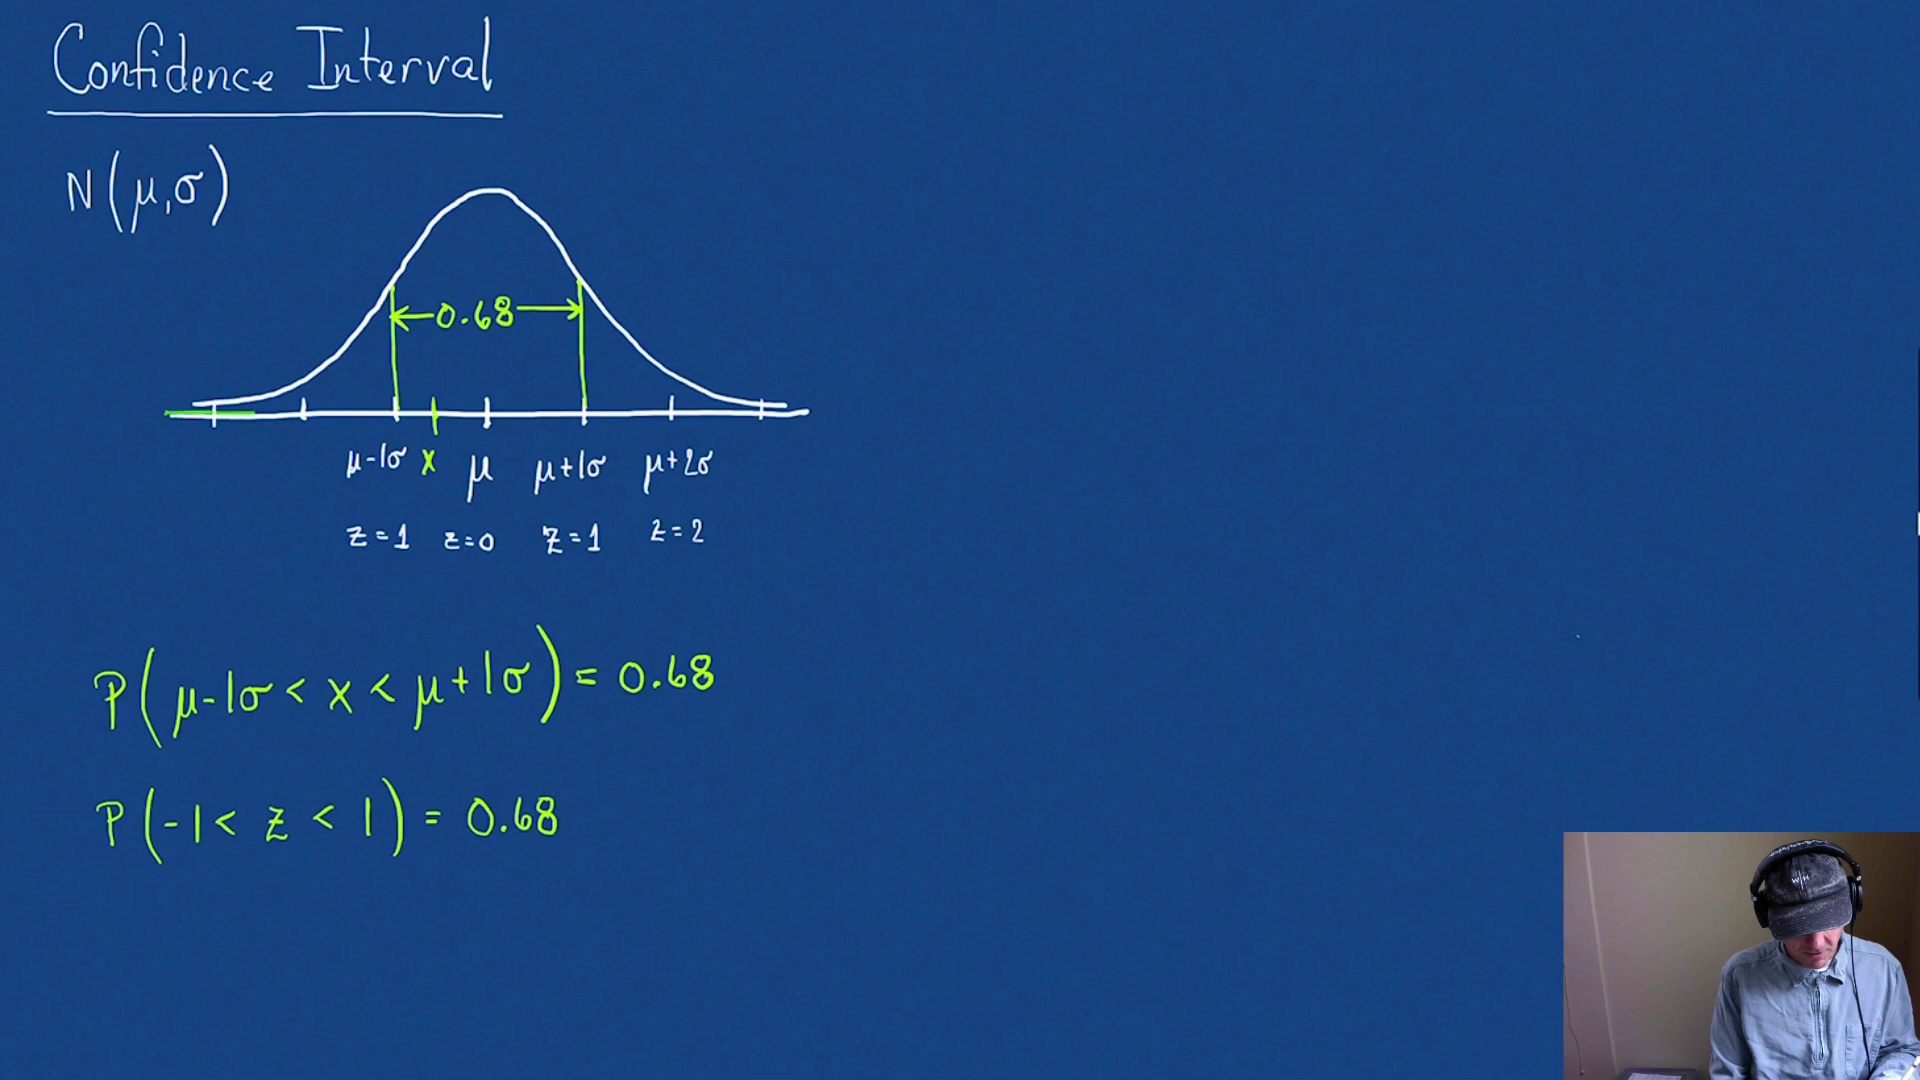 Confidence Interval
N(μ,σ)
0.68
μ-1σ x μ μ+1σ μ+2σ
z=1 z=0 z=1 z=2
P(μ-1σ < x < μ+1σ) = 0.68
P(-1 < z < 1) = 0.68